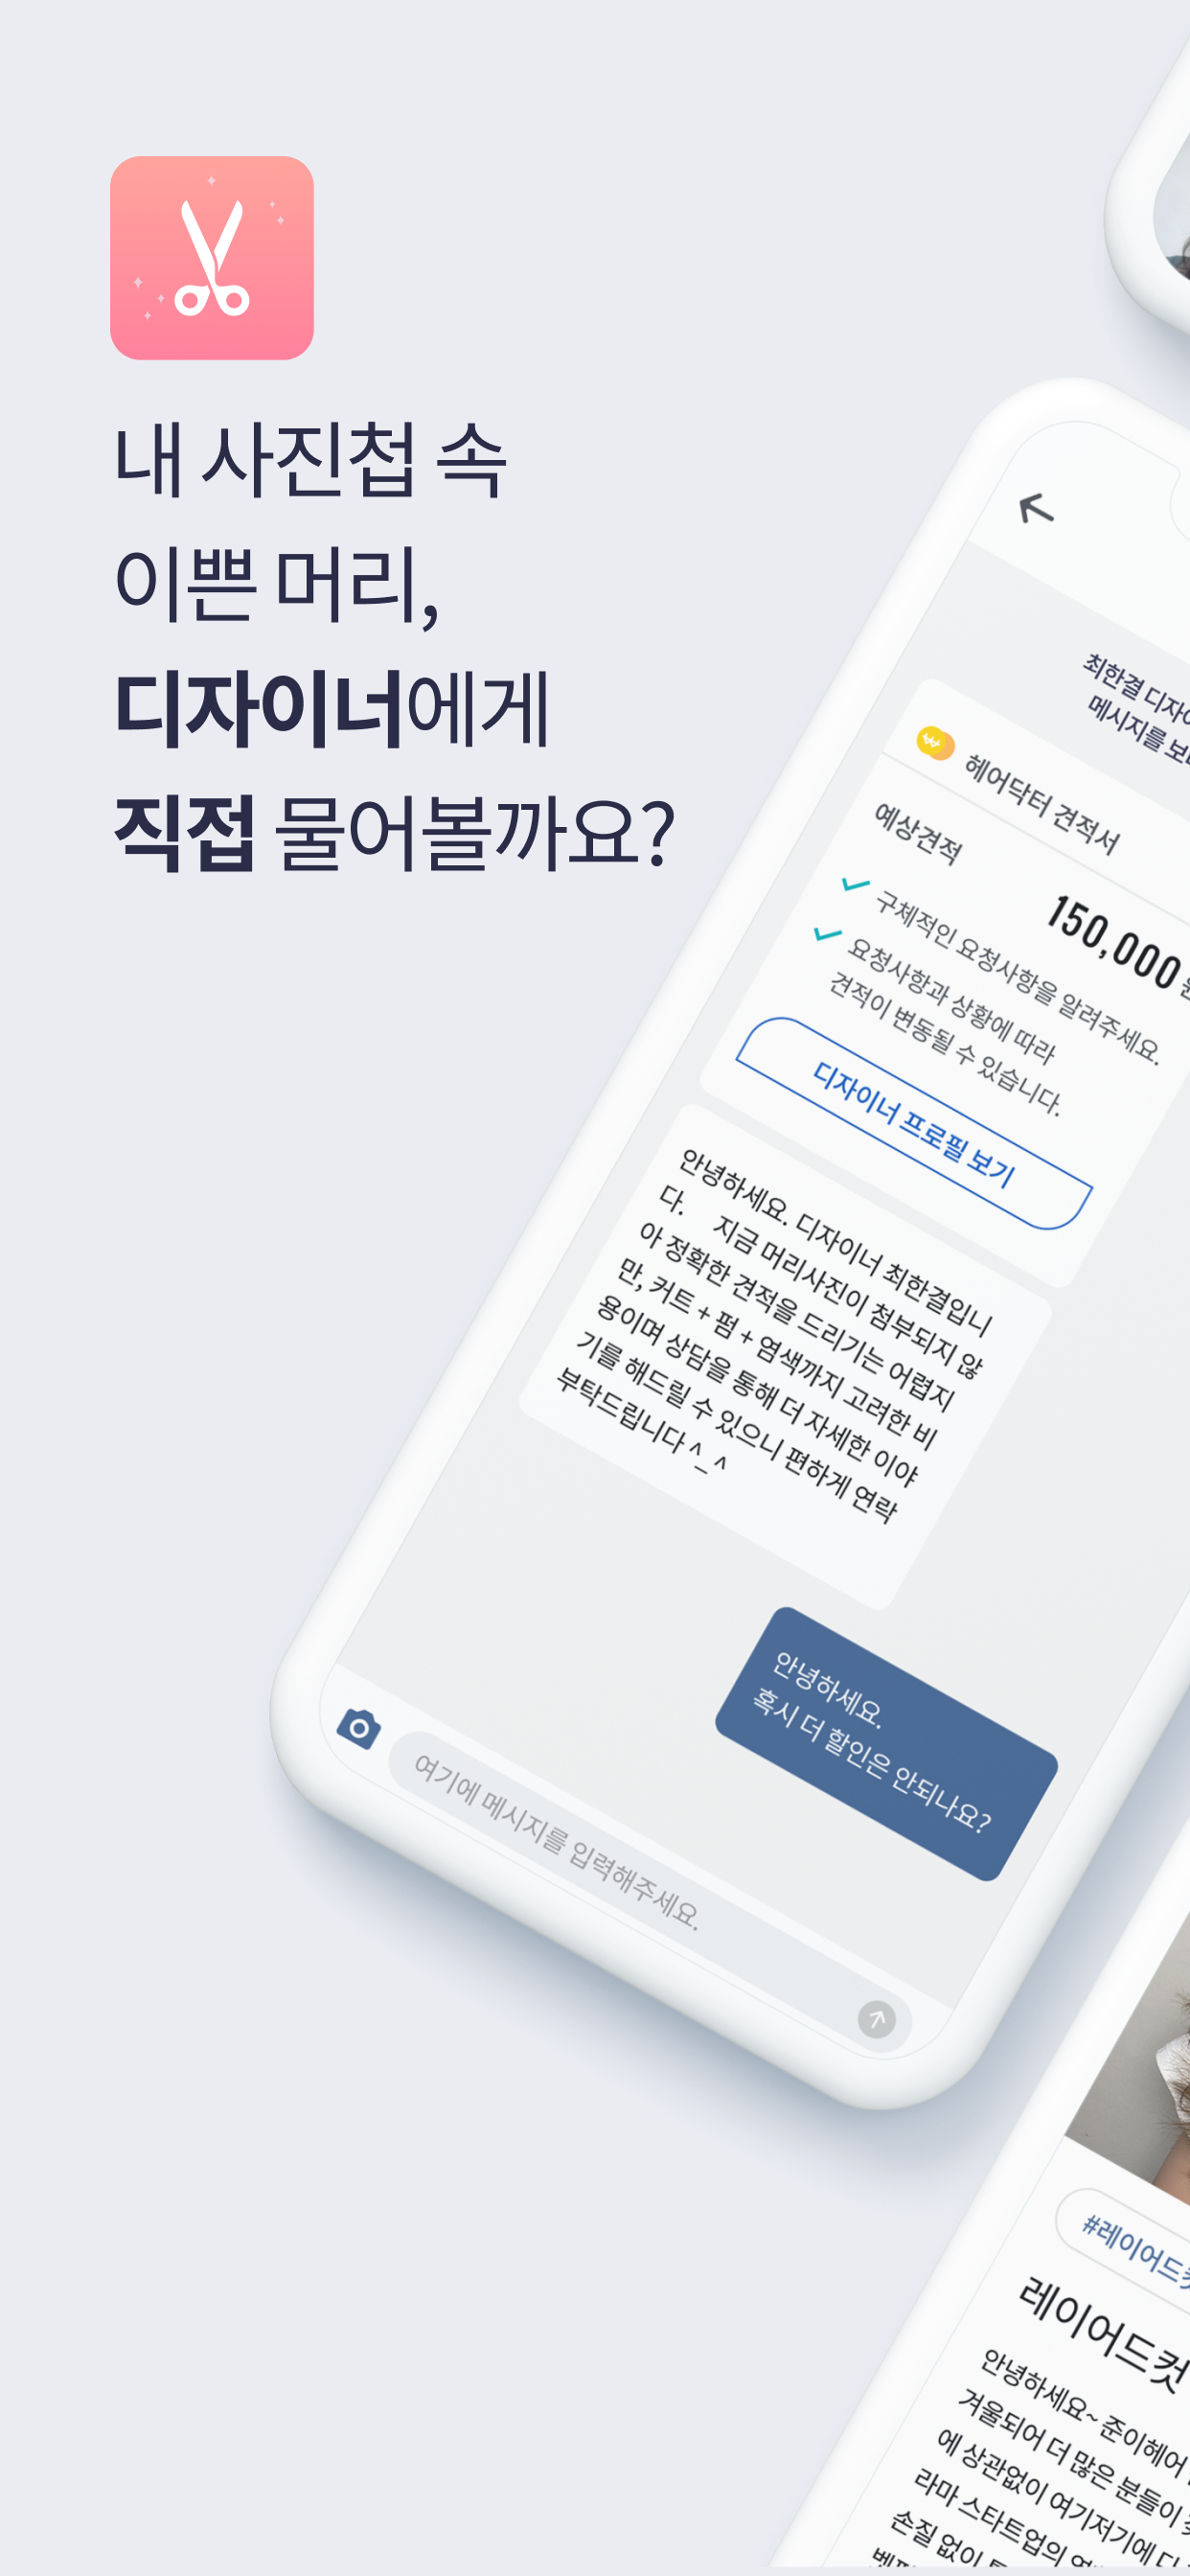 내 사진첩 속
이쁜 머리,
디자이너에게
직접 물어볼까요?
최한결
메시지를
헤어닥터 견적서
예상견적
150,000
구체적인 요청사항을 알려주세요.
요청사항과 상황에 따라
견적이 변동될 수 있습니다.
디자이너 프로필 보기
안녕하세요. 디자이너 최한결입니
다. 지금 머리사진이 첨부되지 않
아 정확한 견적을 드리기는 어렵지
만, 커트 + 펌 + 염색까지 고려한 비
용이며 상담을 통해 더 자세한 이야
기를 해드릴 수 있으니 편하게 연락
부탁드립니다 ^_^
안녕하세요.
혹시 더 할인은 안되나요?
여기에 메시지를 입력해주세요.
#레이어드컷
레이어드컷
안녕하세요~ 준이헤어
겨울되어 더 많은 분들이
에 상관없이 여기저기에
라마 스타트업의
손질 없이